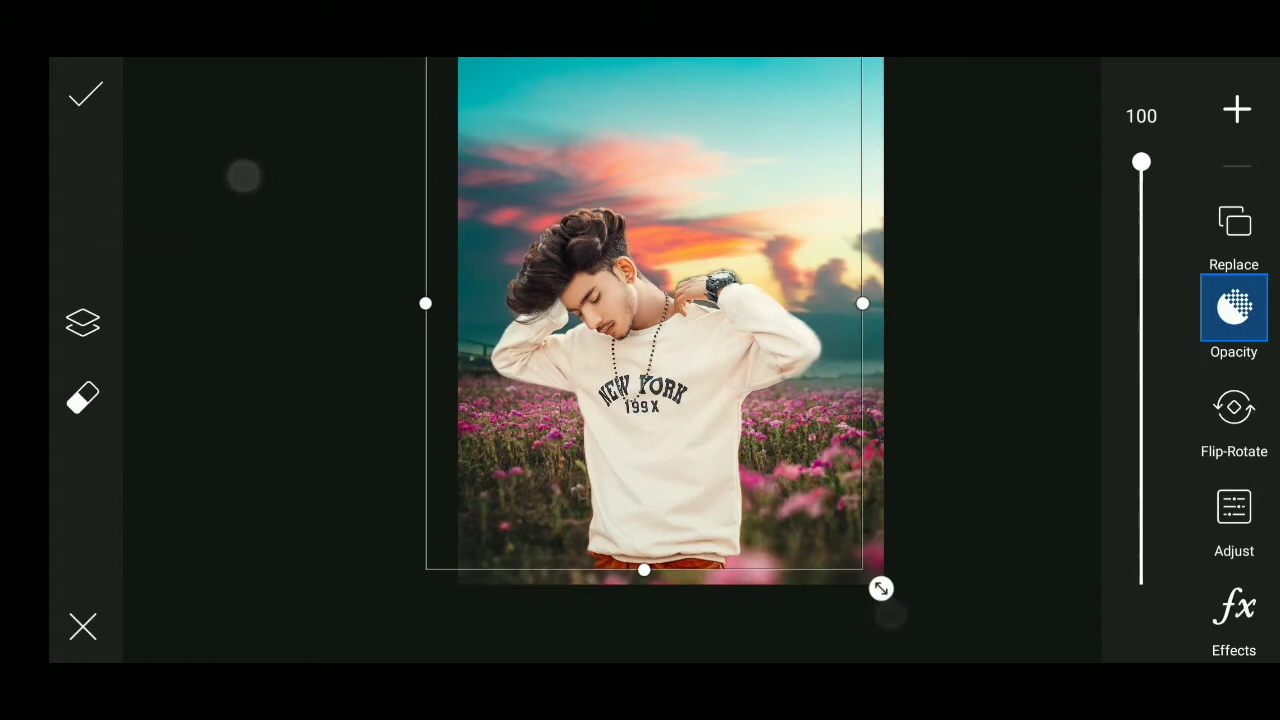 100
Replace
Opacity
Flip-Rotate
Adjust
fx
Effects
NEW YORK
199X